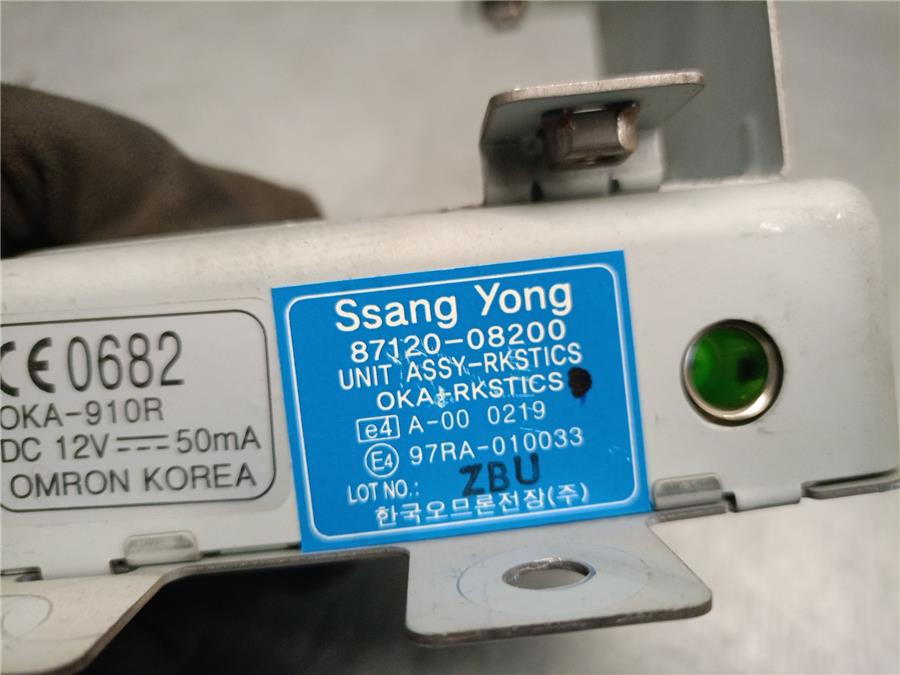 CE 0682
OKA-910R
DC 12V ⎓ 50mA
OMRON KOREA
Ssang Yong
87120-08200
UNIT ASSY-RKSTICS
OKA-RKSTICS
e4 A-00 0219
E4 97RA-010033
LOT NO.: ZBU
한국오므론전장(주)